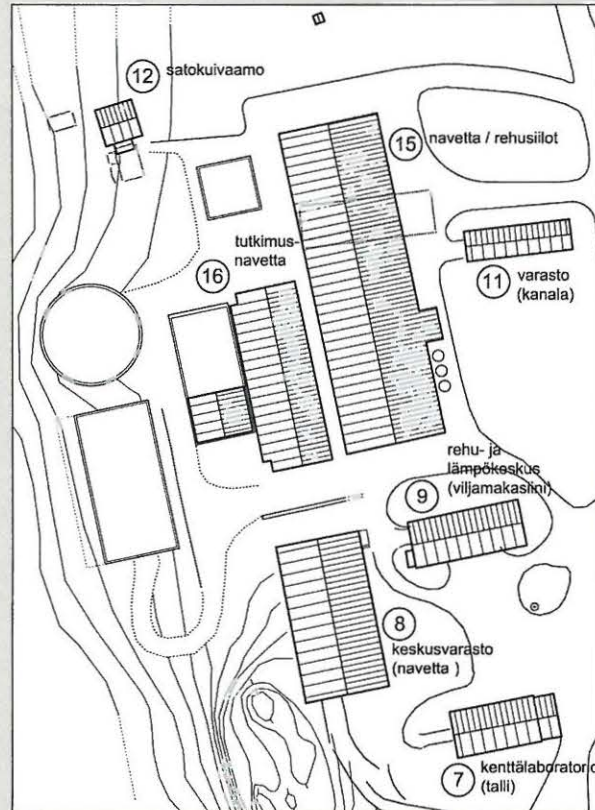 12 satokuivaamo
15 navetta / rehusiilot
tutkimus-
navetta
16
11 varasto
(kanala)
rehu- ja
lämpökeskus
(viljamakasiini)
9
8
keskusvarasto
(navetta )
7 kenttälaboratorio
(talli)